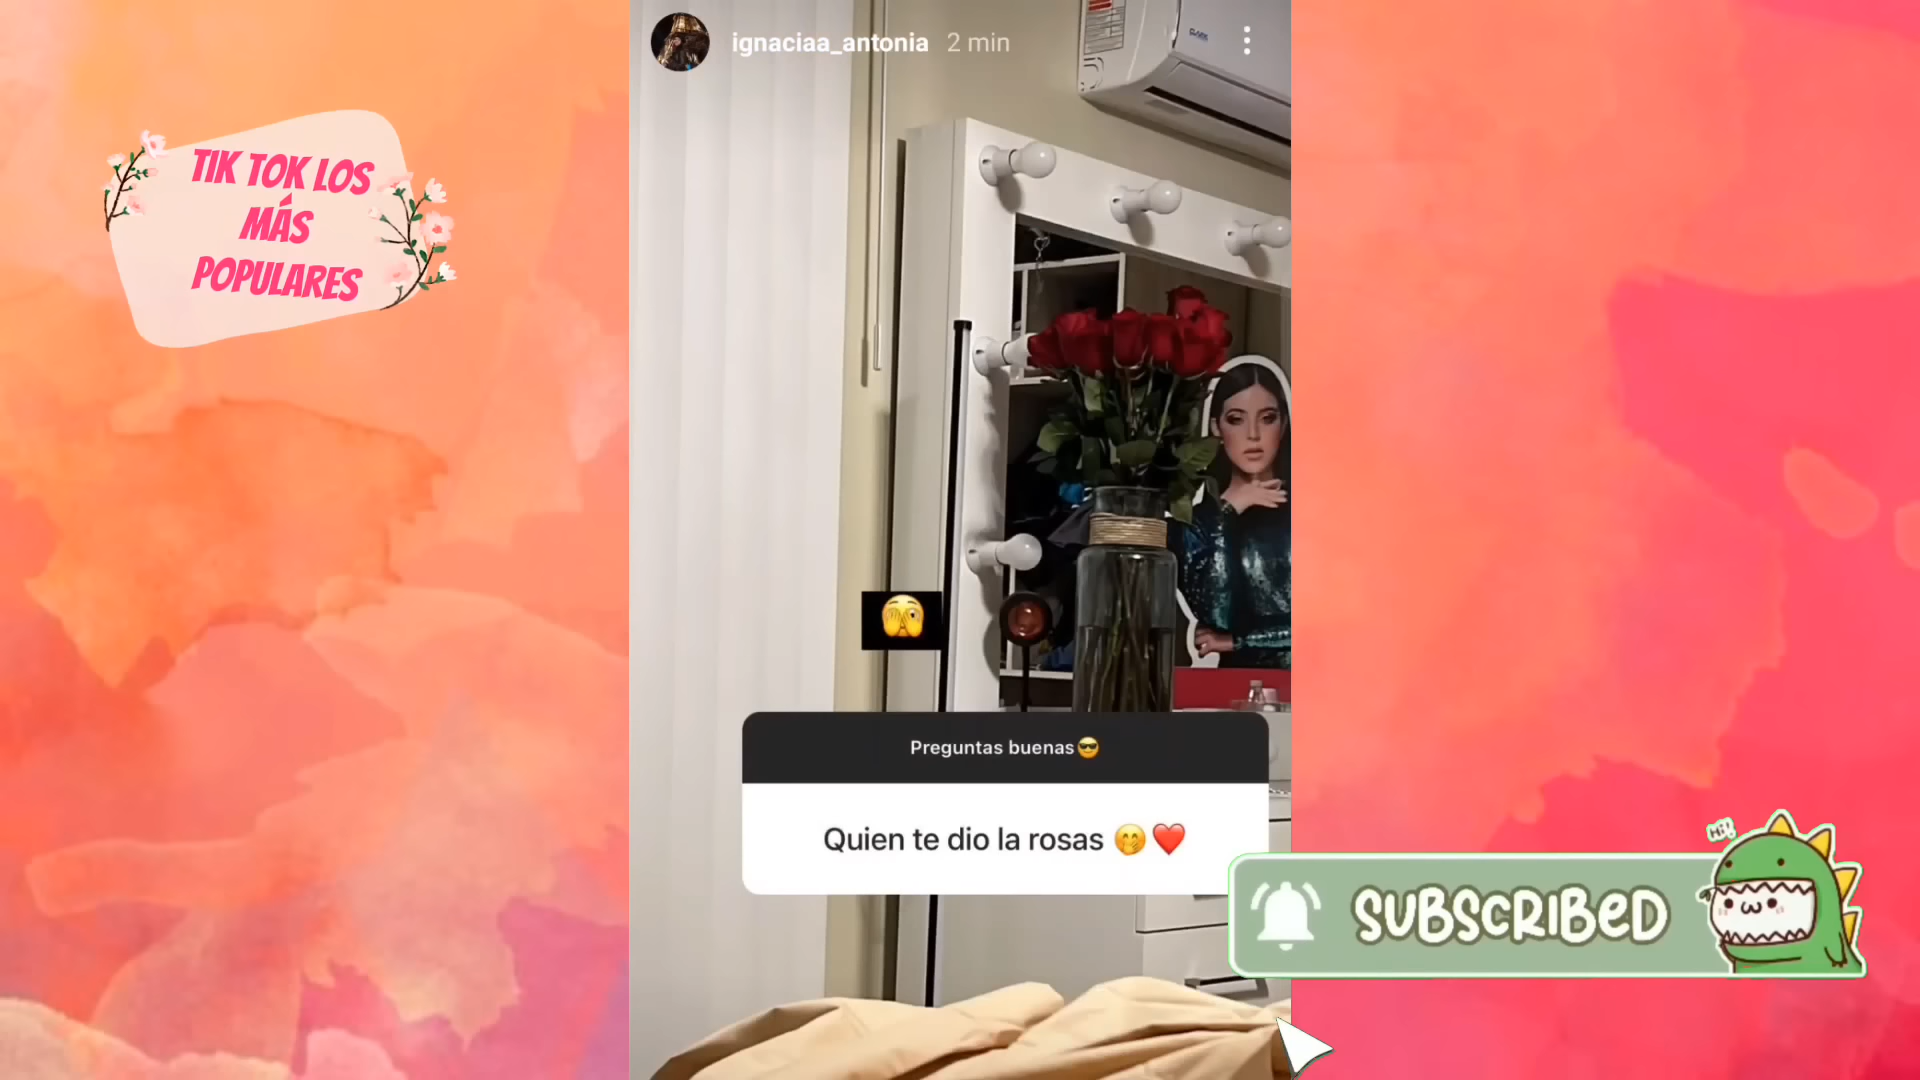 ignaciaa_antonia 2 min
TIK TOK LOS
MÁS
POPULARES
Preguntas buenas😎
Quien te dio la rosas 🤭❤️
HI!
SUBSCRIBED